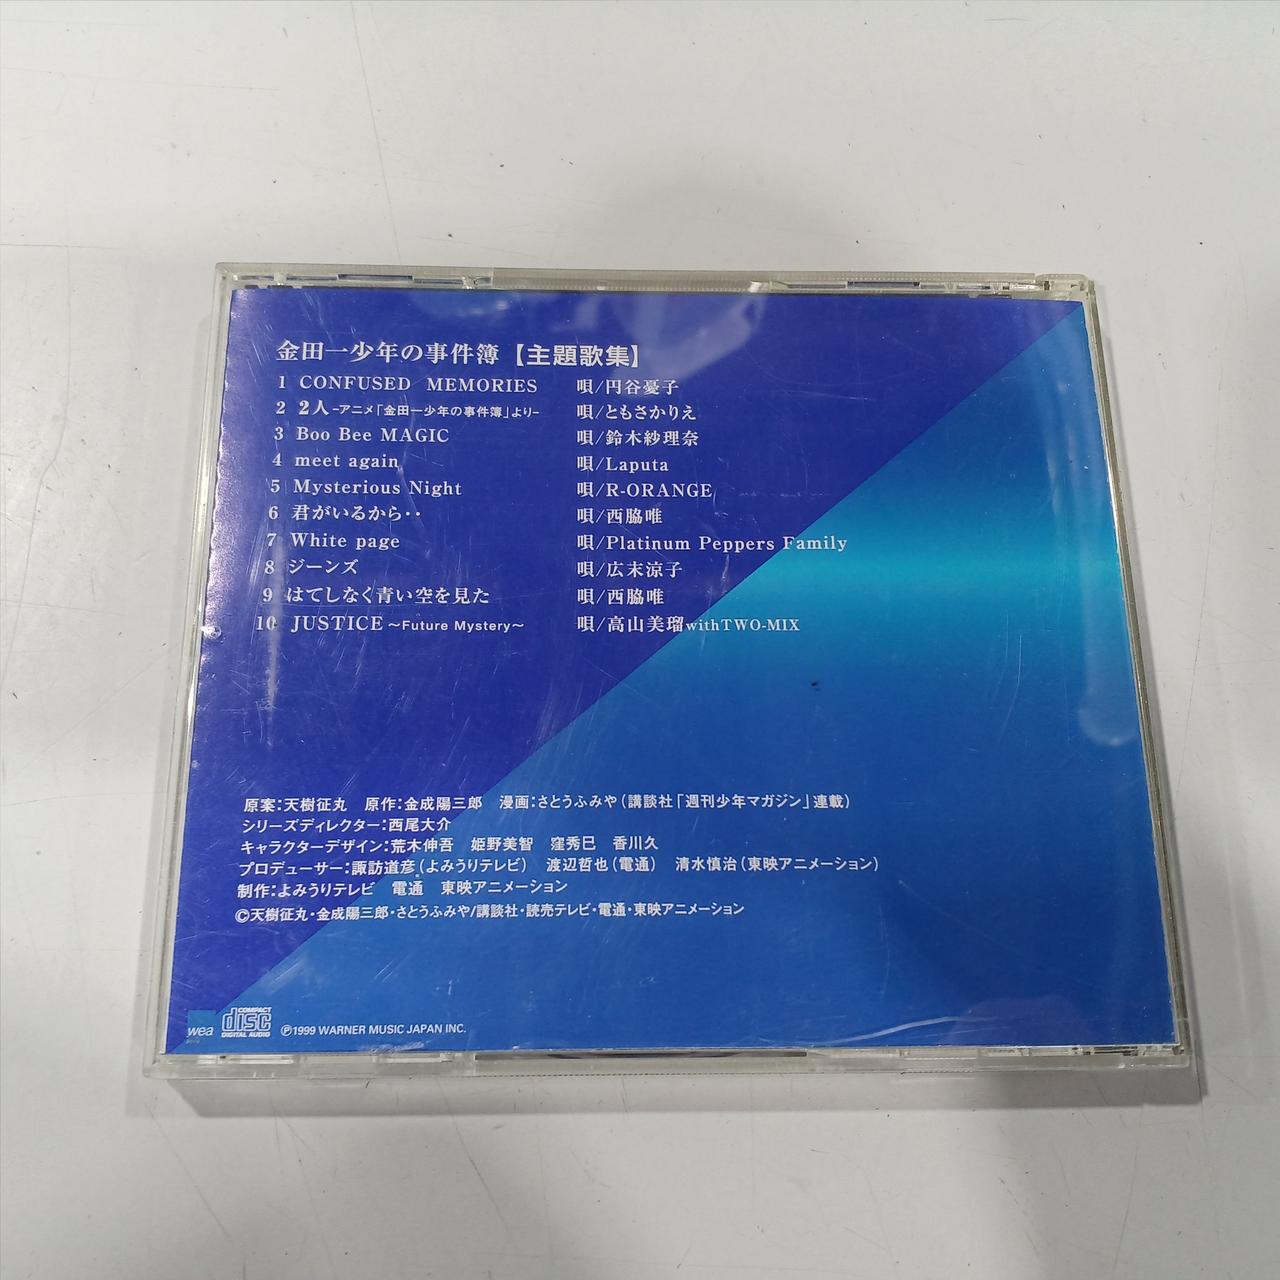 金田一少年の事件簿【主題歌集】
1 CONFUSED MEMORIES 唄/円谷憂子
2 2人-アニメ「金田一少年の事件簿」より- 唄/ともさかりえ
3 Boo Bee MAGIC 唄/鈴木紗理奈
4 meet again 唄/Laputa
5 Mysterious Night 唄/R-ORANGE
6 君がいるから‥ 唄/西脇唯
7 White page 唄/Platinum Peppers Family
8 ジーンズ 唄/広末涼子
9 はてしなく青い空を見た 唄/西脇唯
10 JUSTICE ～Future Mystery～ 唄/高山美瑠withTWO-MIX
原案:天樹征丸 原作:金成陽三郎 漫画:さとうふみや(講談社「週刊少年マガジン」連載)
シリーズディレクター:西尾大介
キャラクターデザイン:荒木伸吾 姫野美智 窪秀巳 香川久
プロデューサー:諏訪道彦(よみうりテレビ) 渡辺哲也(電通) 清水慎治(東映アニメーション)
制作:よみうりテレビ 電通 東映アニメーション
©天樹征丸・金成陽三郎・さとうふみや/講談社・読売テレビ・電通・東映アニメーション
wea COMPACT disc DIGITAL AUDIO ℗1999 WARNER MUSIC JAPAN INC.